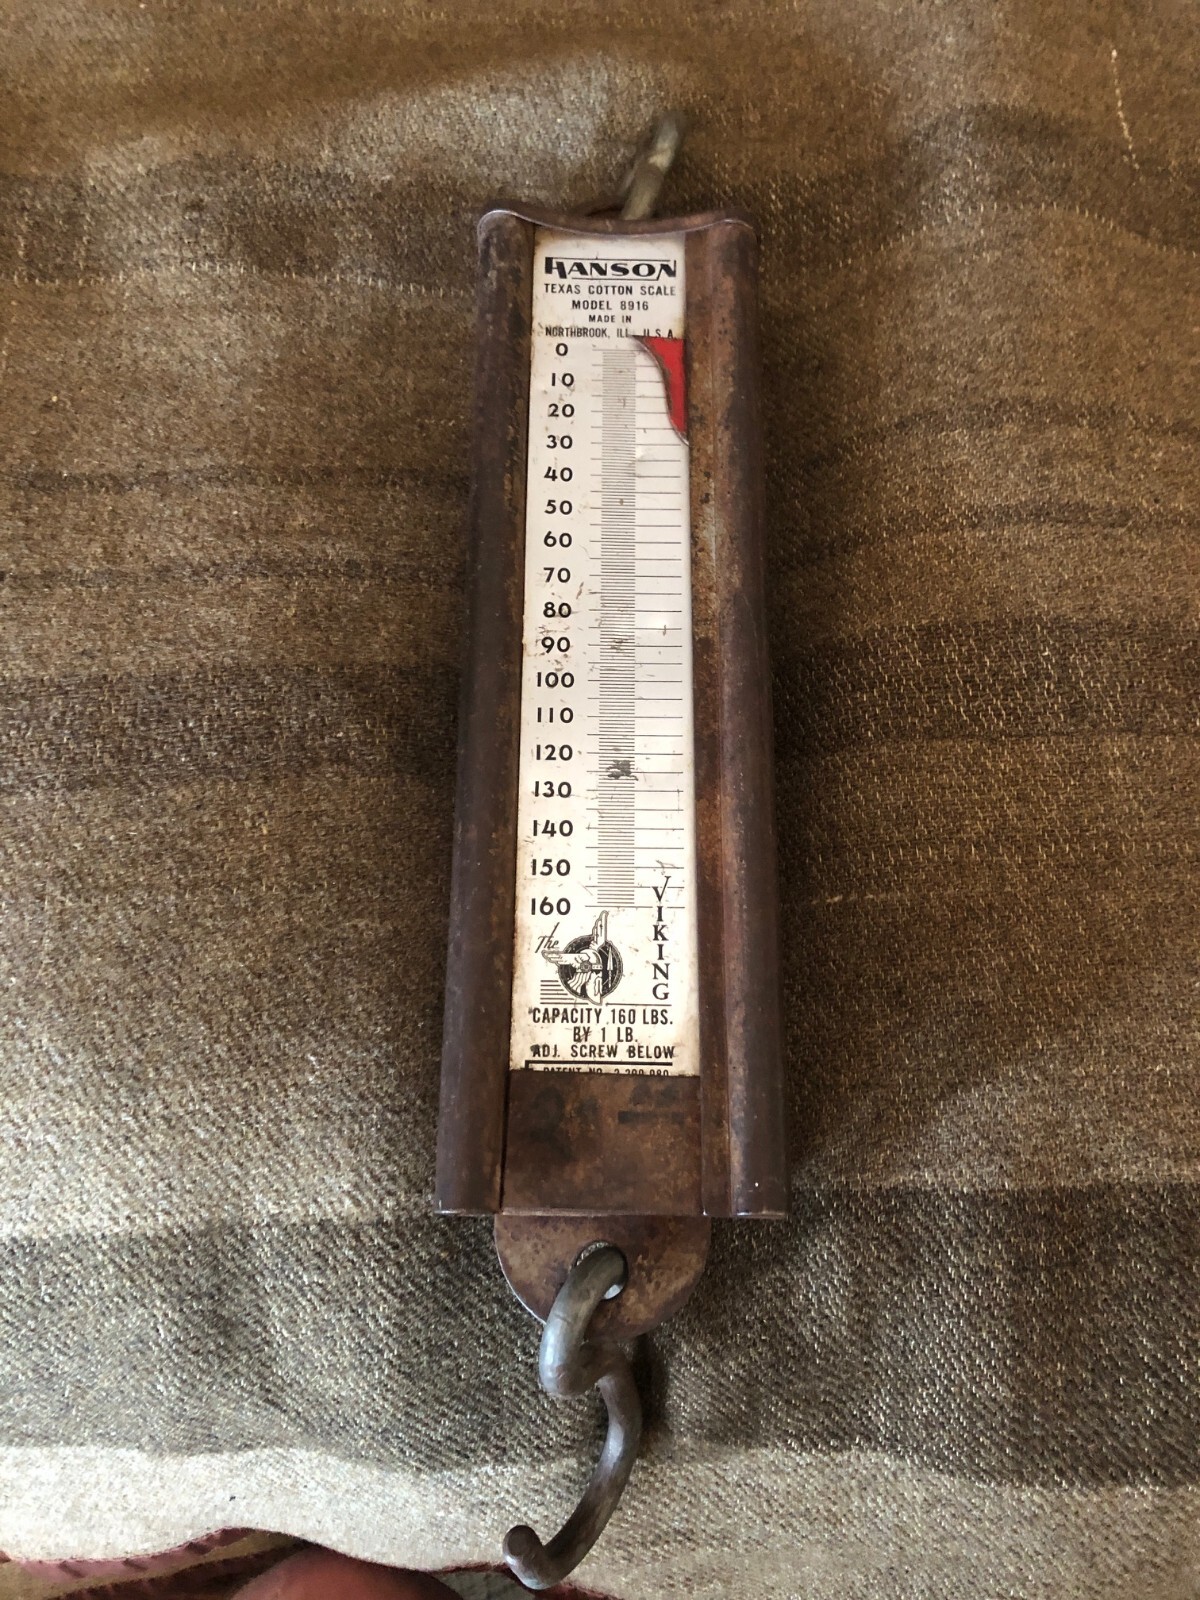 HANSON
TEXAS COTTON SCALE
MODEL 8916
MADE IN
NORTHBROOK, ILL. U.S.A.
0
10
20
30
40
50
60
70
80
90
100
110
120
130
140
150
160
The
VIKING
CAPACITY 160 LBS.
BY 1 LB.
ADJ. SCREW BELOW
PATENT NO.